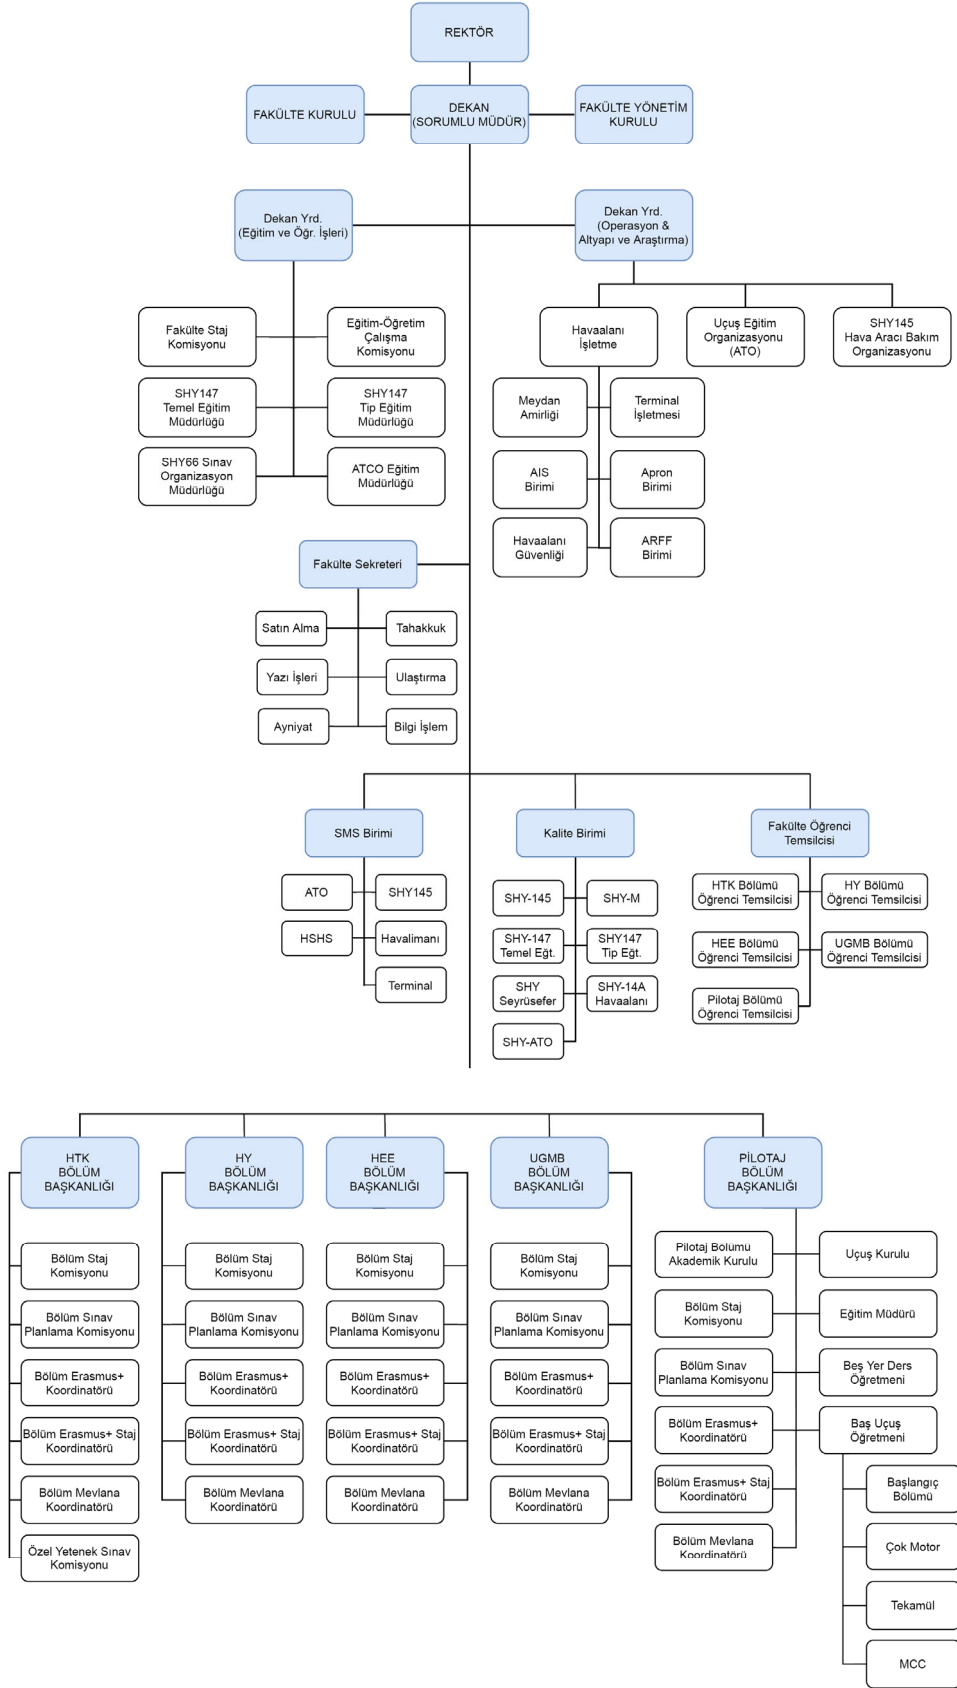 REKTÖR
FAKÜLTE KURULU
DEKAN
(SORUMLU MÜDÜR)
FAKÜLTE YÖNETİM
KURULU
Dekan Yrd.
(Eğitim ve Öğr. İşleri)
Dekan Yrd.
(Operasyon &
Altyapı ve Araştırma)
Fakülte Staj
Komisyonu
Eğitim-Öğretim
Çalışma
Komisyonu
SHY147
Temel Eğitim
Müdürlüğü
SHY147
Tip Eğitim
Müdürlüğü
SHY66 Sınav
Organizasyon
Müdürlüğü
ATCO Eğitim
Müdürlüğü
Havaalanı
İşletme
Uçuş Eğitim
Organizasyonu
(ATO)
SHY145
Hava Aracı Bakım
Organizasyonu
Meydan
Amirliği
Terminal
İşletmesi
AIS
Birimi
Apron
Birimi
Havaalanı
Güvenliği
ARFF
Birimi
Fakülte Sekreteri
Satın Alma
Tahakkuk
Yazı İşleri
Ulaştırma
Ayniyat
Bilgi İşlem
SMS Birimi
Kalite Birimi
Fakülte Öğrenci
Temsilcisi
ATO
SHY145
HSHS
Havalimanı
Terminal
SHY-145
SHY-M
SHY-147
Temel Eğt.
SHY147
Tip Eğt.
SHY
Seyrüsefer
SHY-14A
Havaalanı
SHY-ATO
HTK Bölümü
Öğrenci Temsilcisi
HY Bölümü
Öğrenci Temsilcisi
HEE Bölümü
Öğrenci Temsilcisi
UGMB Bölümü
Öğrenci Temsilcisi
Pilotaj Bölümü
Öğrenci Temsilcisi
HTK
BÖLÜM
BAŞKANLIĞI
HY
BÖLÜM
BAŞKANLIĞI
HEE
BÖLÜM
BAŞKANLIĞI
UGMB
BÖLÜM
BAŞKANLIĞI
PİLOTAJ
BÖLÜM
BAŞKANLIĞI
Bölüm Staj
Komisyonu
Bölüm Sınav
Planlama Komisyonu
Bölüm Erasmus+
Koordinatörü
Bölüm Erasmus+ Staj
Koordinatörü
Bölüm Mevlana
Koordinatörü
Özel Yetenek Sınav
Komisyonu
Bölüm Staj
Komisyonu
Bölüm Sınav
Planlama Komisyonu
Bölüm Erasmus+
Koordinatörü
Bölüm Erasmus+ Staj
Koordinatörü
Bölüm Mevlana
Koordinatörü
Bölüm Staj
Komisyonu
Bölüm Sınav
Planlama Komisyonu
Bölüm Erasmus+
Koordinatörü
Bölüm Erasmus+ Staj
Koordinatörü
Bölüm Mevlana
Koordinatörü
Bölüm Staj
Komisyonu
Bölüm Sınav
Planlama Komisyonu
Bölüm Erasmus+
Koordinatörü
Bölüm Erasmus+ Staj
Koordinatörü
Bölüm Mevlana
Koordinatörü
Pilotaj Bölümü
Akademik Kurulu
Uçuş Kurulu
Bölüm Staj
Komisyonu
Eğitim Müdürü
Bölüm Sınav
Planlama Komisyonu
Beş Yer Ders
Öğretmeni
Bölüm Erasmus+
Koordinatörü
Baş Uçuş
Öğretmeni
Bölüm Erasmus+ Staj
Koordinatörü
Bölüm Mevlana
Koordinatörü
Başlangıç
Bölümü
Çok Motor
Tekamül
MCC